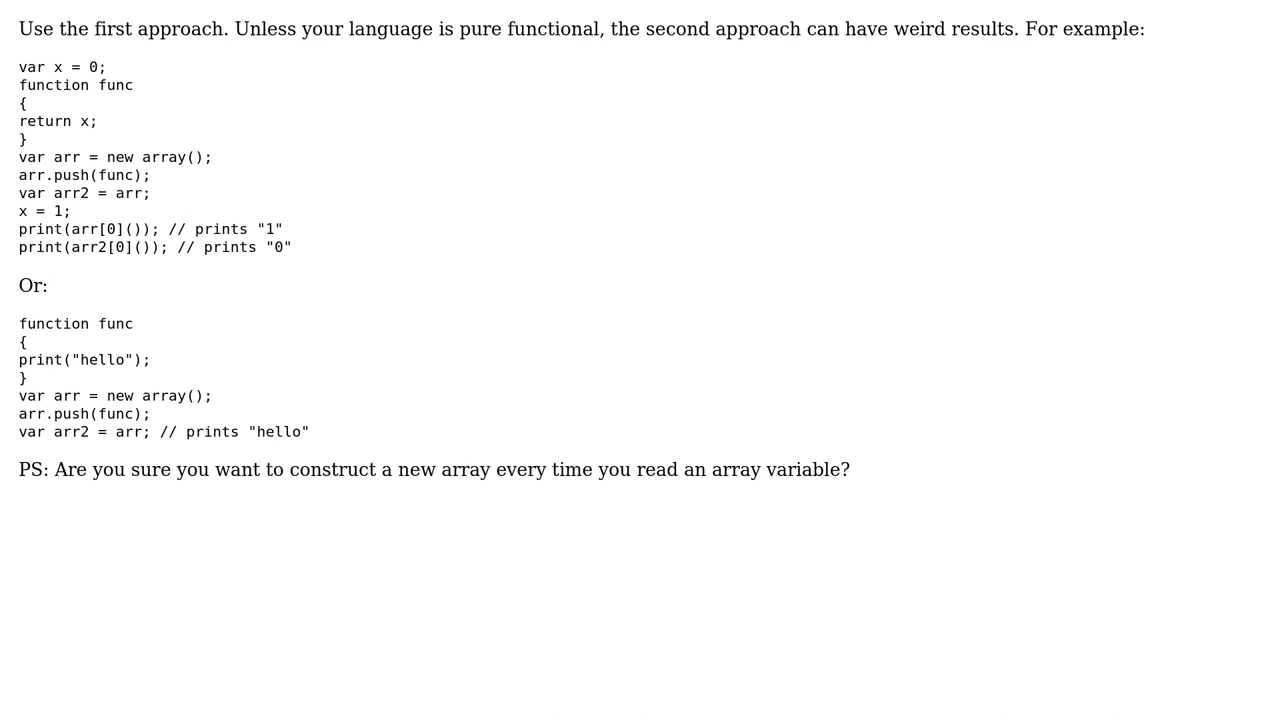 Use the first approach. Unless your language is pure functional, the second approach can have weird results. For example:
var x = 0;
function func
{
return x;
}
var arr = new array();
arr.push(func);
var arr2 = arr;
x = 1;
print(arr[0]()); // prints "1"
print(arr2[0]()); // prints "0"
Or:
function func
{
print("hello");
}
var arr = new array();
arr.push(func);
var arr2 = arr; // prints "hello"
PS: Are you sure you want to construct a new array every time you read an array variable?